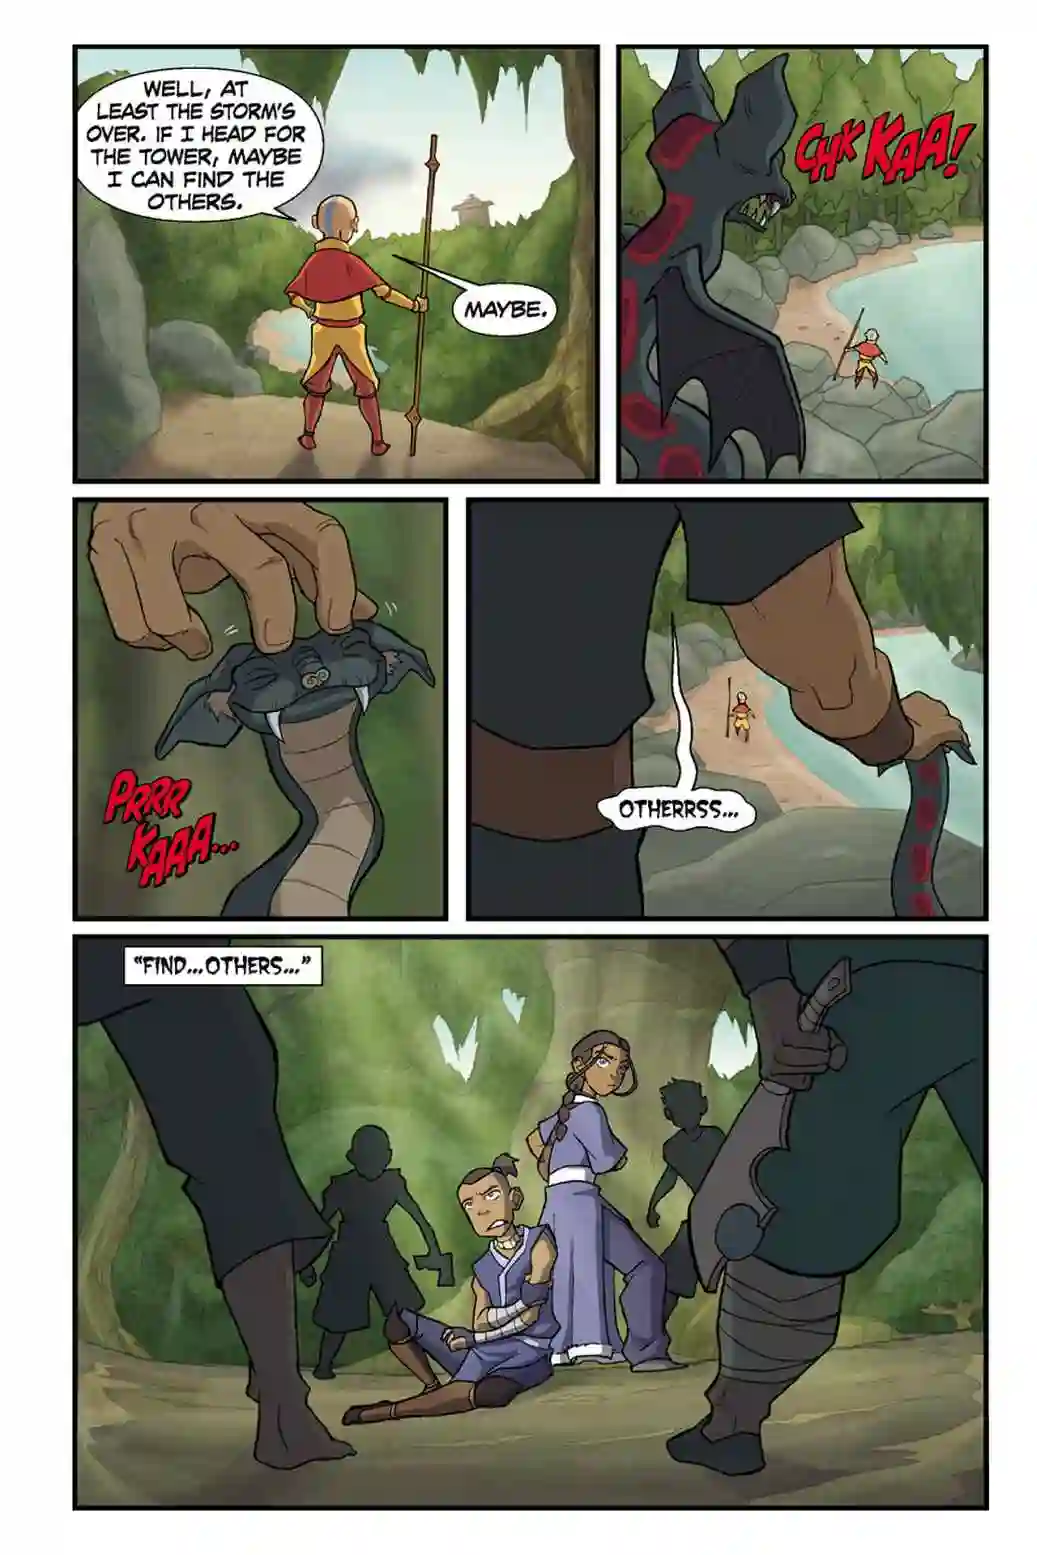 WELL, AT
LEAST THE STORM'S
OVER. IF I HEAD FOR
THE TOWER, MAYBE
I CAN FIND THE
OTHERS.
MAYBE.
CHK KAA!
PRRR
KAAA...
OTHERRSS...
"FIND...OTHERS..."